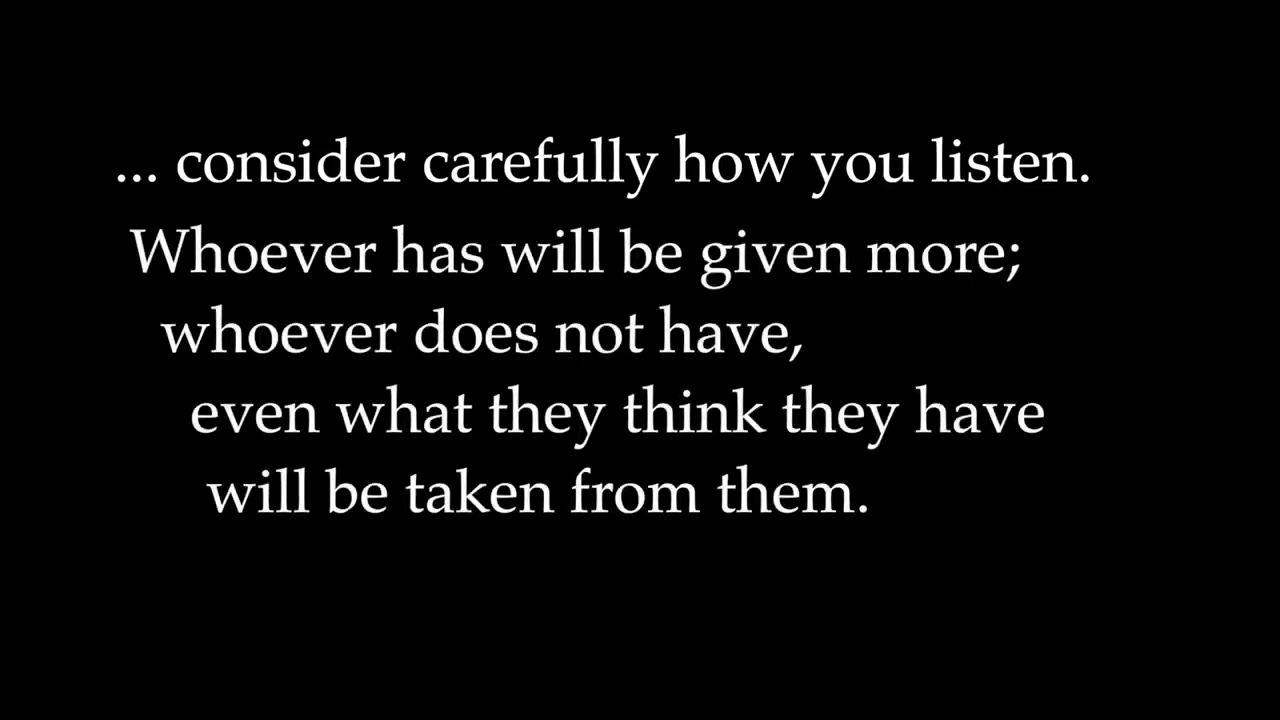 ... consider carefully how you listen.
Whoever has will be given more;
whoever does not have,
even what they think they have
will be taken from them.